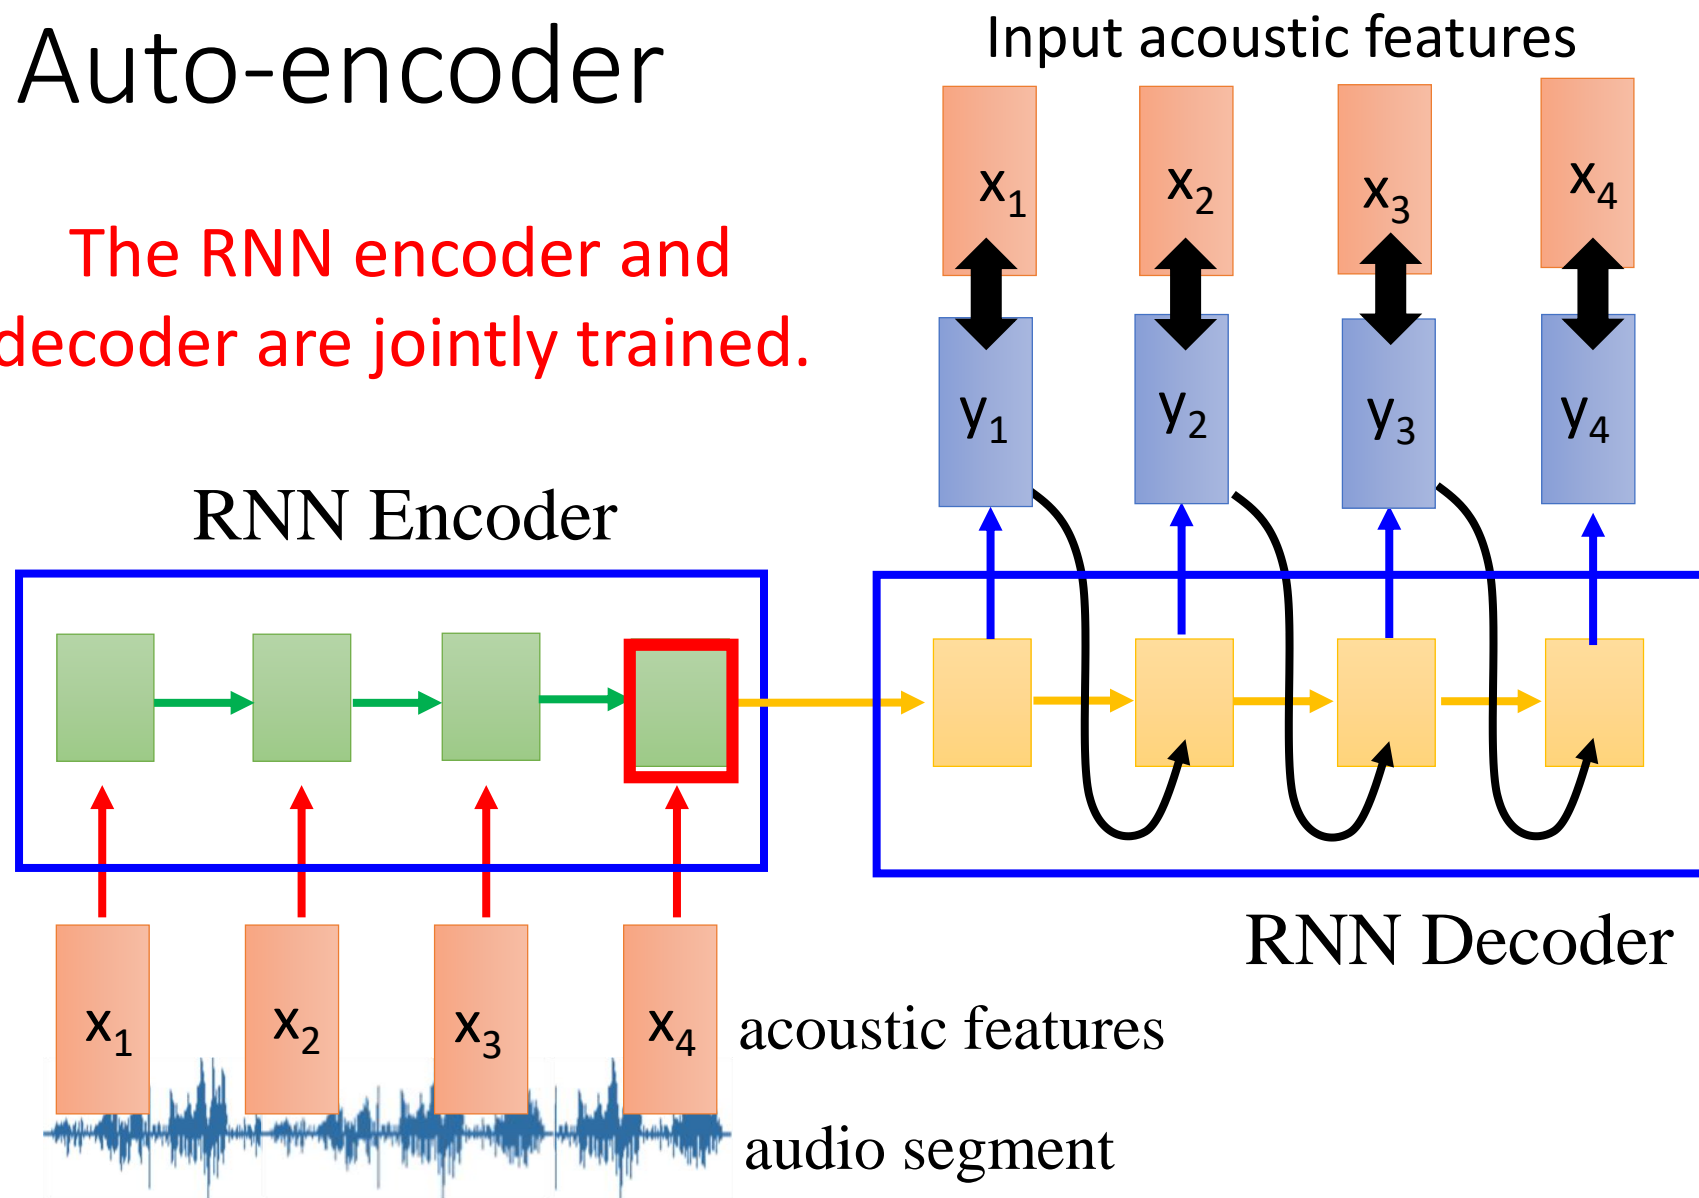 Auto-encoder
Input acoustic features
x1 x2 x3 x4
The RNN encoder and
decoder are jointly trained.
y1 y2 y3 y4
RNN Encoder
RNN Decoder
x1 x2 x3 x4
acoustic features
audio segment